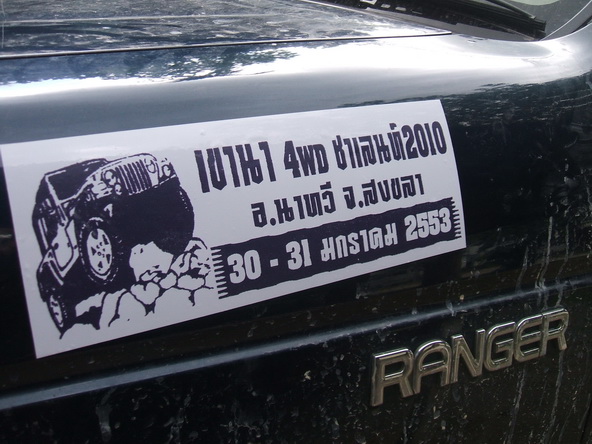 เขานา 4WD ชาเลนท์2010
อ.นาทวี จ.สงขลา
30 - 31 มกราคม 2553
RANGER